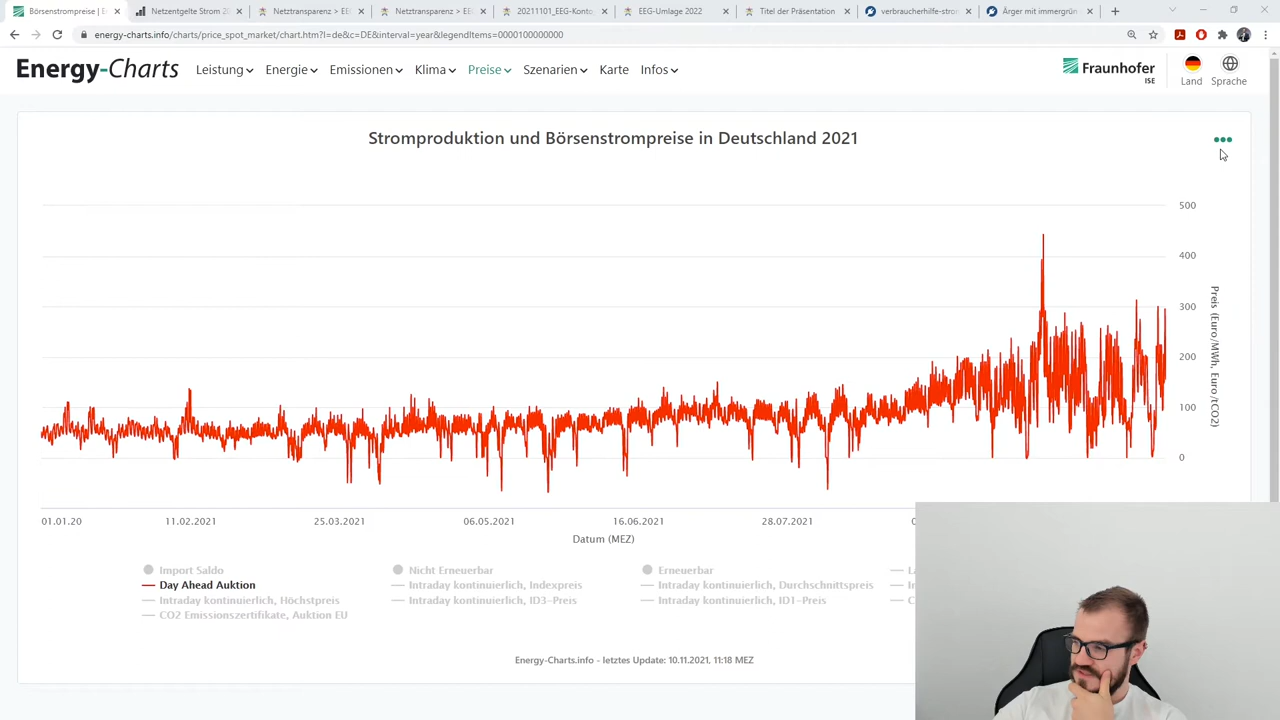 Börsenstrompreise | E
Netzentgelte Strom 2
Netztransparenz > EE
Netztransparenz > EE
20211101_EEG-Konto
EEG-Umlage 2022
Titel der Präsentation
verbraucherhilfe-stro
Ärger mit immergrün
energy-charts.info/charts/price_spot_market/chart.htm?l=de&c=DE&interval=year&legendItems=0000100000000
Energy-Charts
Leistung
Energie
Emissionen
Klima
Preise
Szenarien
Karte
Infos
Fraunhofer
ISE
Land
Sprache
Stromproduktion und Börsenstrompreise in Deutschland 2021
500
400
300
200
100
0
Preis (Euro/MWh, Euro/tCO2)
01.01.20
11.02.2021
25.03.2021
06.05.2021
16.06.2021
28.07.2021
Datum (MEZ)
Import Saldo
Nicht Erneuerbar
Erneuerbar
Day Ahead Auktion
Intraday kontinuierlich, Indexpreis
Intraday kontinuierlich, Durchschnittspreis
Intraday kontinuierlich, Höchstpreis
Intraday kontinuierlich, ID3-Preis
Intraday kontinuierlich, ID1-Preis
CO2 Emissionszertifikate, Auktion EU
Energy-Charts.info - letztes Update: 10.11.2021, 11:18 MEZ